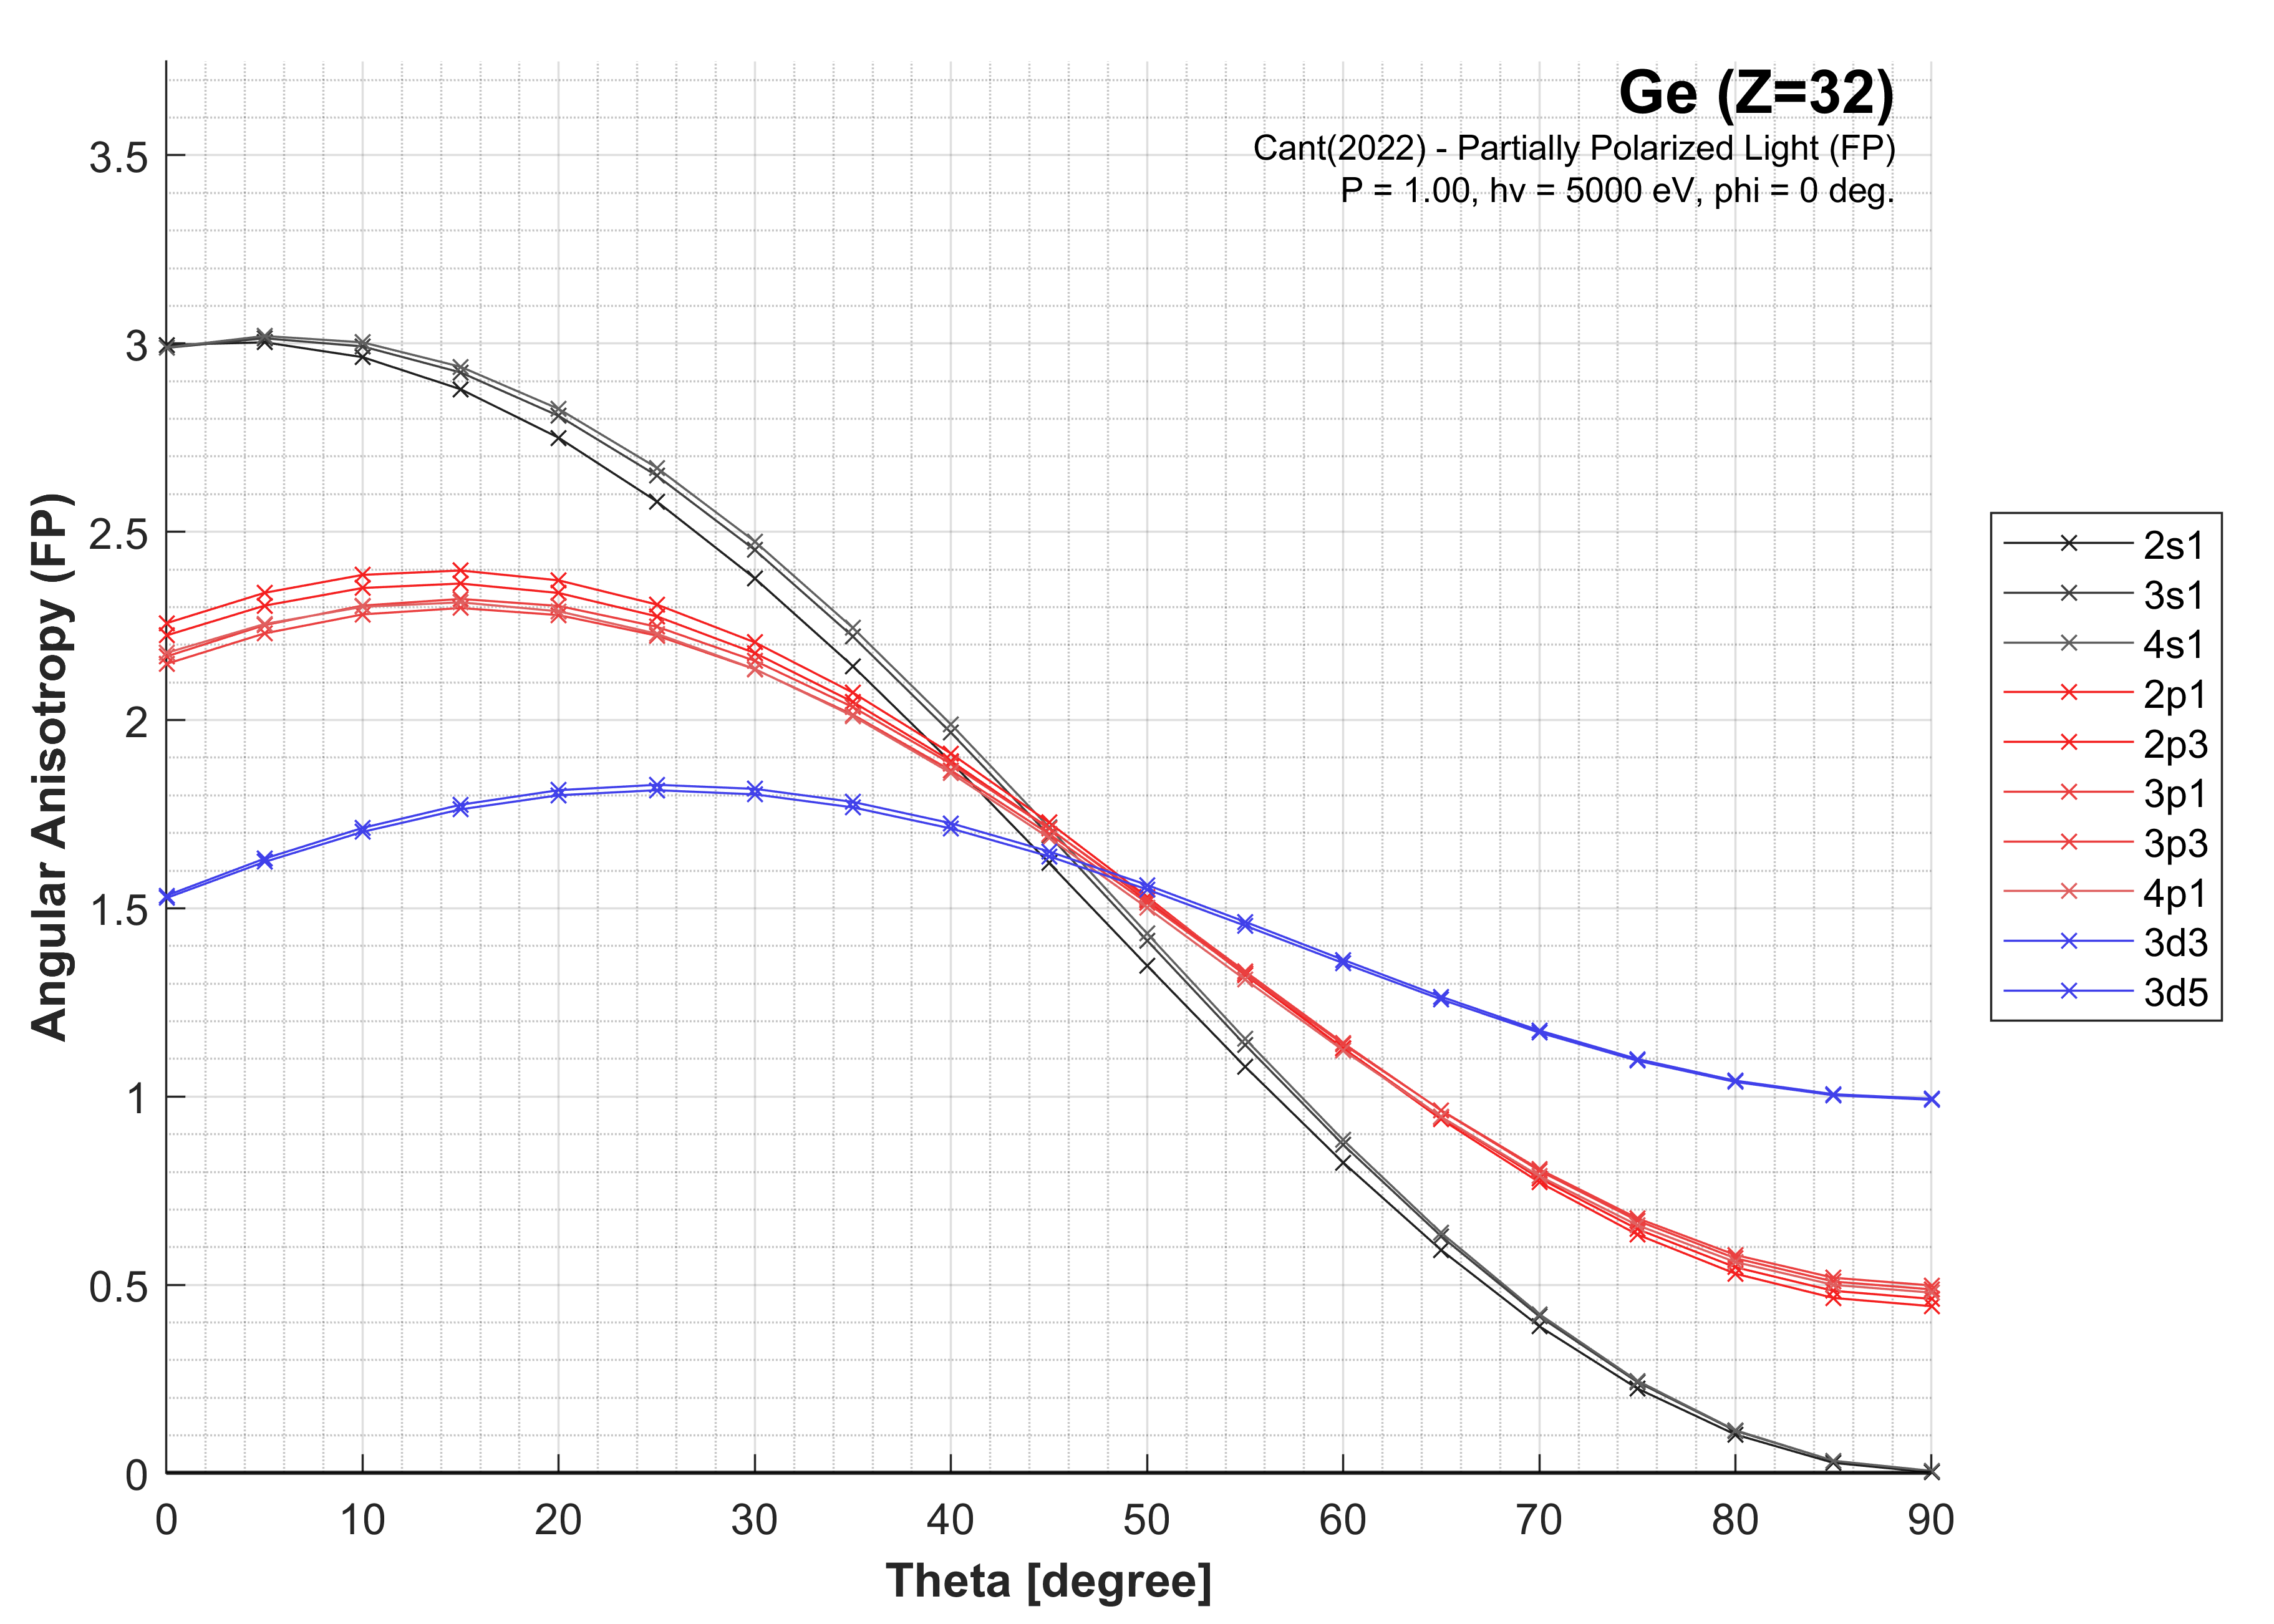 Ge (Z=32)
Cant(2022) - Partially Polarized Light (FP)
P = 1.00, hv = 5000 eV, phi = 0 deg.
Angular Anisotropy (FP)
3.5
3
2.5
2
1.5
1
0.5
0
0 10 20 30 40 50 60 70 80 90
Theta [degree]
2s1
3s1
4s1
2p1
2p3
3p1
3p3
4p1
3d3
3d5